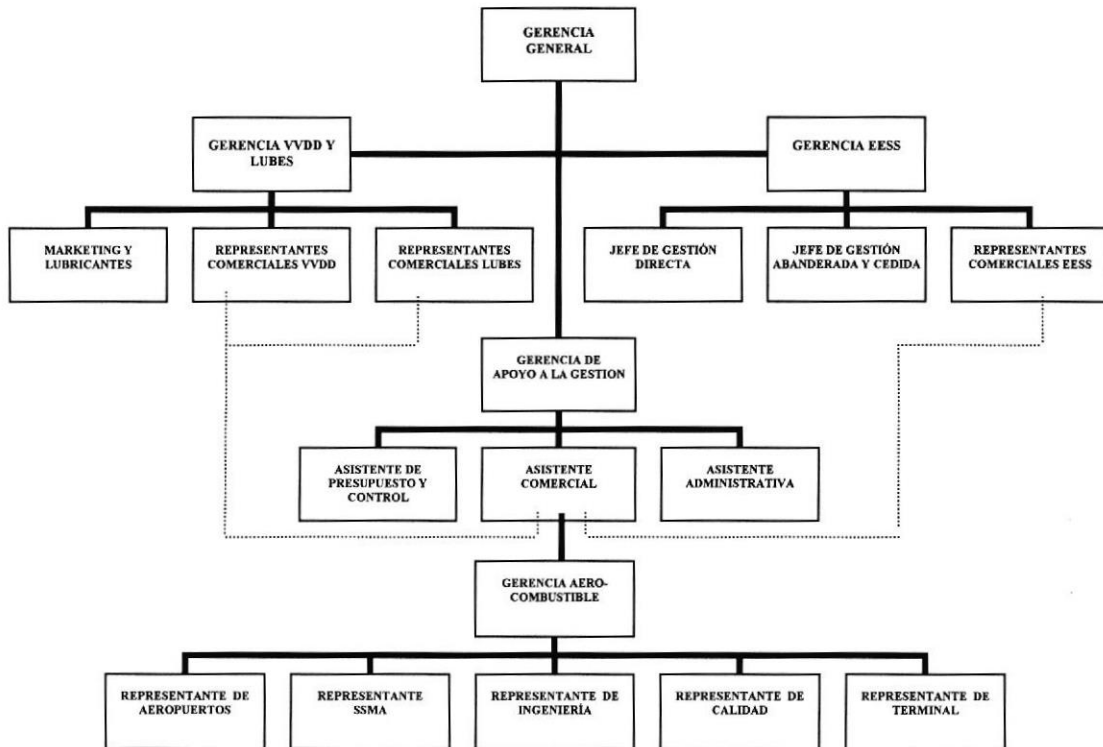 GERENCIA
GENERAL
GERENCIA VVDD Y
LUBES
GERENCIA EESS
MARKETING Y
LUBRICANTES
REPRESENTANTES
COMERCIALES VVDD
REPRESENTANTES
COMERCIALES LUBES
JEFE DE GESTIÓN
DIRECTA
JEFE DE GESTIÓN
ABANDERADA Y CEDIDA
REPRESENTANTES
COMERCIALES EESS
GERENCIA DE
APOYO A LA GESTION
ASISTENTE DE
PRESUPUESTO Y
CONTROL
ASISTENTE
COMERCIAL
ASISTENTE
ADMINISTRATIVA
GERENCIA AERO-
COMBUSTIBLE
REPRESENTANTE DE
AEROPUERTOS
REPRESENTANTE
SSMA
REPRESENTANTE DE
INGENIERÍA
REPRESENTANTE DE
CALIDAD
REPRESENTANTE DE
TERMINAL